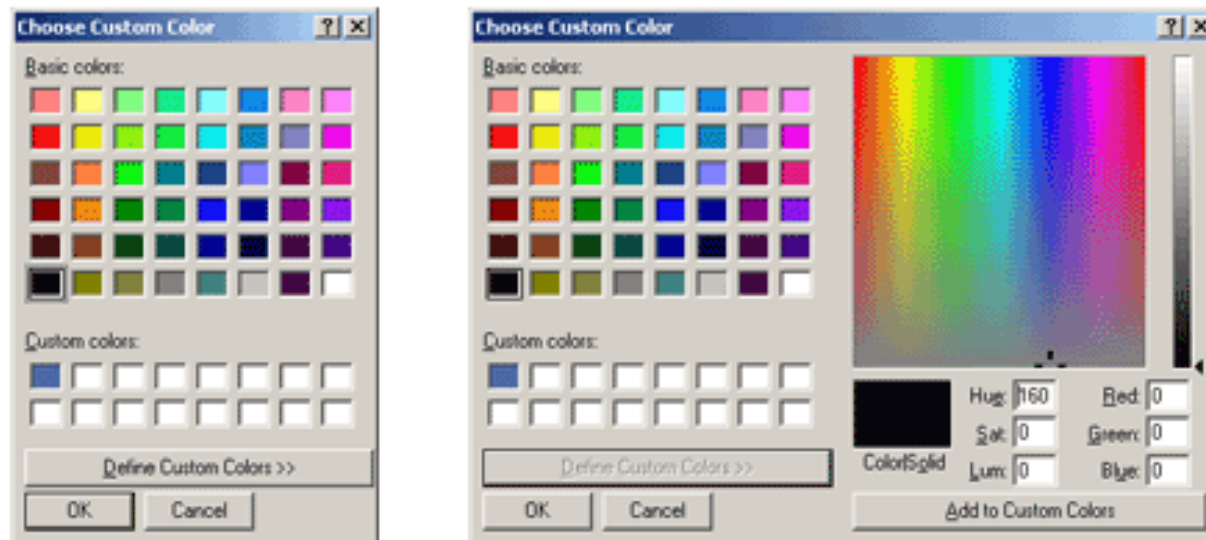 Choose Custom Color
Basic colors:
Custom colors:
Define Custom Colors >>
OK
Cancel
Choose Custom Color
Basic colors:
Custom colors:
Define Custom Colors >>
OK
Cancel
Color|Solid
Hue: 160
Sat: 0
Lum: 0
Red: 0
Green: 0
Blue: 0
Add to Custom Colors